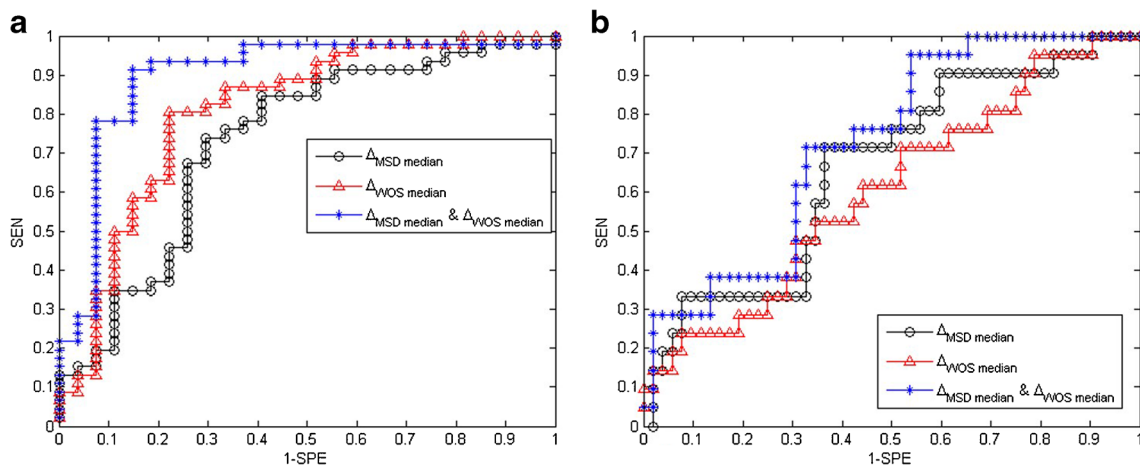 a
b
1
0.9
0.8
0.7
0.6
0.5
0.4
0.3
0.2
0.1
0
SEN
0 0.1 0.2 0.3 0.4 0.5 0.6 0.7 0.8 0.9 1
1-SPE
ΔMSD median
ΔWOS median
ΔMSD median & ΔWOS median
1
0.9
0.8
0.7
0.6
0.5
0.4
0.3
0.2
0.1
0
SEN
0 0.1 0.2 0.3 0.4 0.5 0.6 0.7 0.8 0.9 1
1-SPE
ΔMSD median
ΔWOS median
ΔMSD median & ΔWOS median